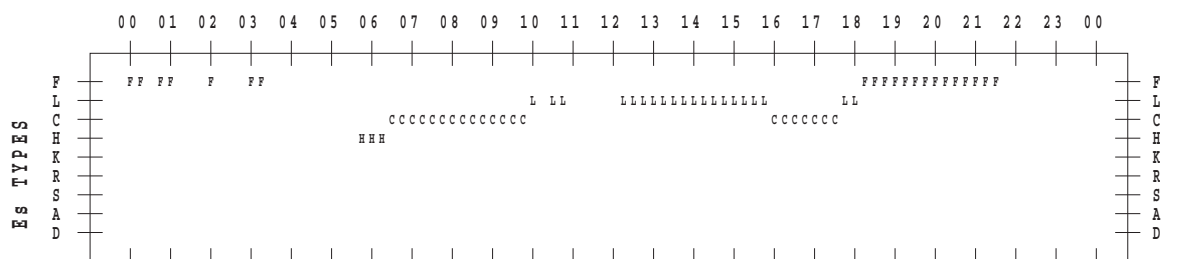 00 01 02 03 04 05 06 07 08 09 10 11 12 13 14 15 16 17 18 19 20 21 22 23 00
Es TYPES
F FF FF F FF FFFFFFFFFFFFFF F
L L LL LLLLLLLLLLLLLLL LL L
C CCCCCCCCCCCCCC CCCCCCC C
H HHH H
K K
R R
S S
A A
D D